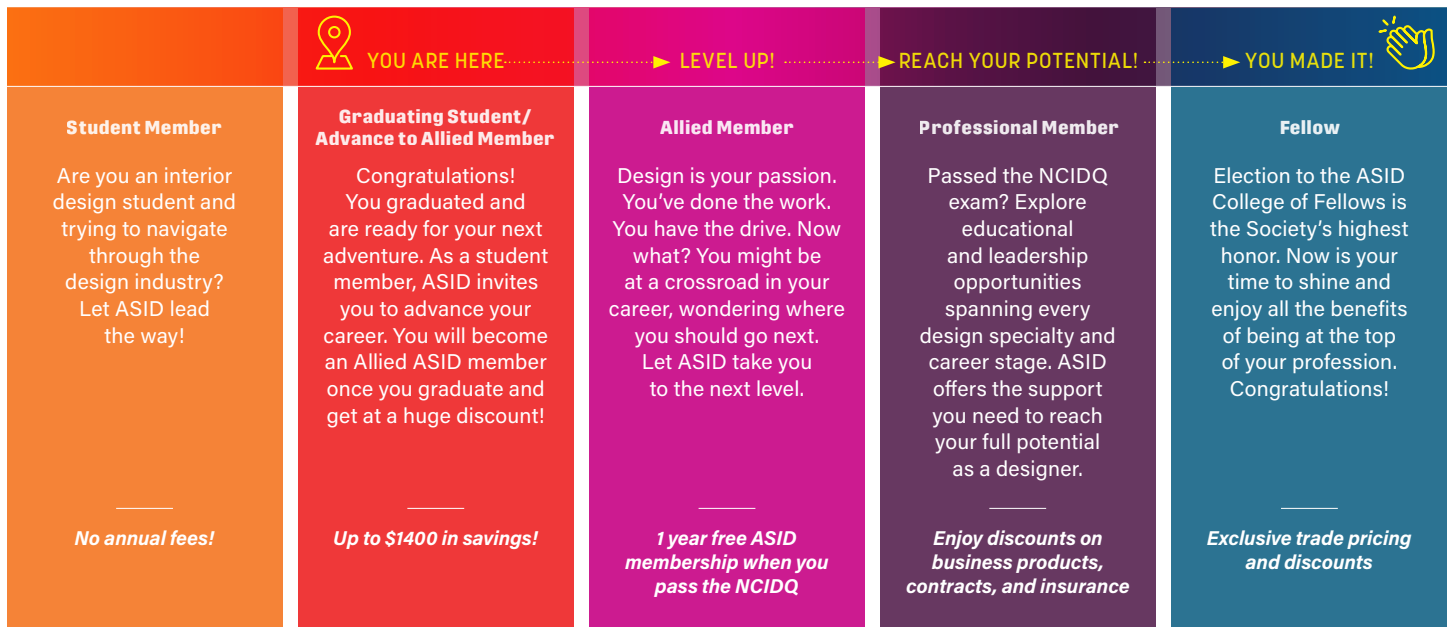 YOU ARE HERE
LEVEL UP!
REACH YOUR POTENTIAL!
YOU MADE IT!
Student Member
Are you an interior
design student and
trying to navigate
through the
design industry?
Let ASID lead
the way!
No annual fees!
Graduating Student/
Advance to Allied Member
Congratulations!
You graduated and
are ready for your next
adventure. As a student
member, ASID invites
you to advance your
career. You will become
an Allied ASID member
once you graduate and
get at a huge discount!
Up to $1400 in savings!
Allied Member
Design is your passion.
You’ve done the work.
You have the drive. Now
what? You might be
at a crossroad in your
career, wondering where
you should go next.
Let ASID take you
to the next level.
1 year free ASID
membership when you
pass the NCIDQ
Professional Member
Passed the NCIDQ
exam? Explore
educational
and leadership
opportunities
spanning every
design specialty and
career stage. ASID
offers the support
you need to reach
your full potential
as a designer.
Enjoy discounts on
business products,
contracts, and insurance
Fellow
Election to the ASID
College of Fellows is
the Society’s highest
honor. Now is your
time to shine and
enjoy all the benefits
of being at the top
of your profession.
Congratulations!
Exclusive trade pricing
and discounts